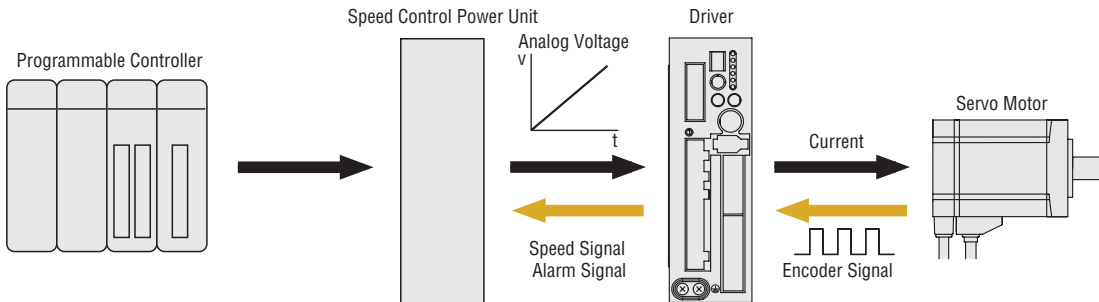 Speed Control Power Unit
Driver
Programmable Controller
Analog Voltage
v
t
Servo Motor
Current
Speed Signal
Alarm Signal
Encoder Signal